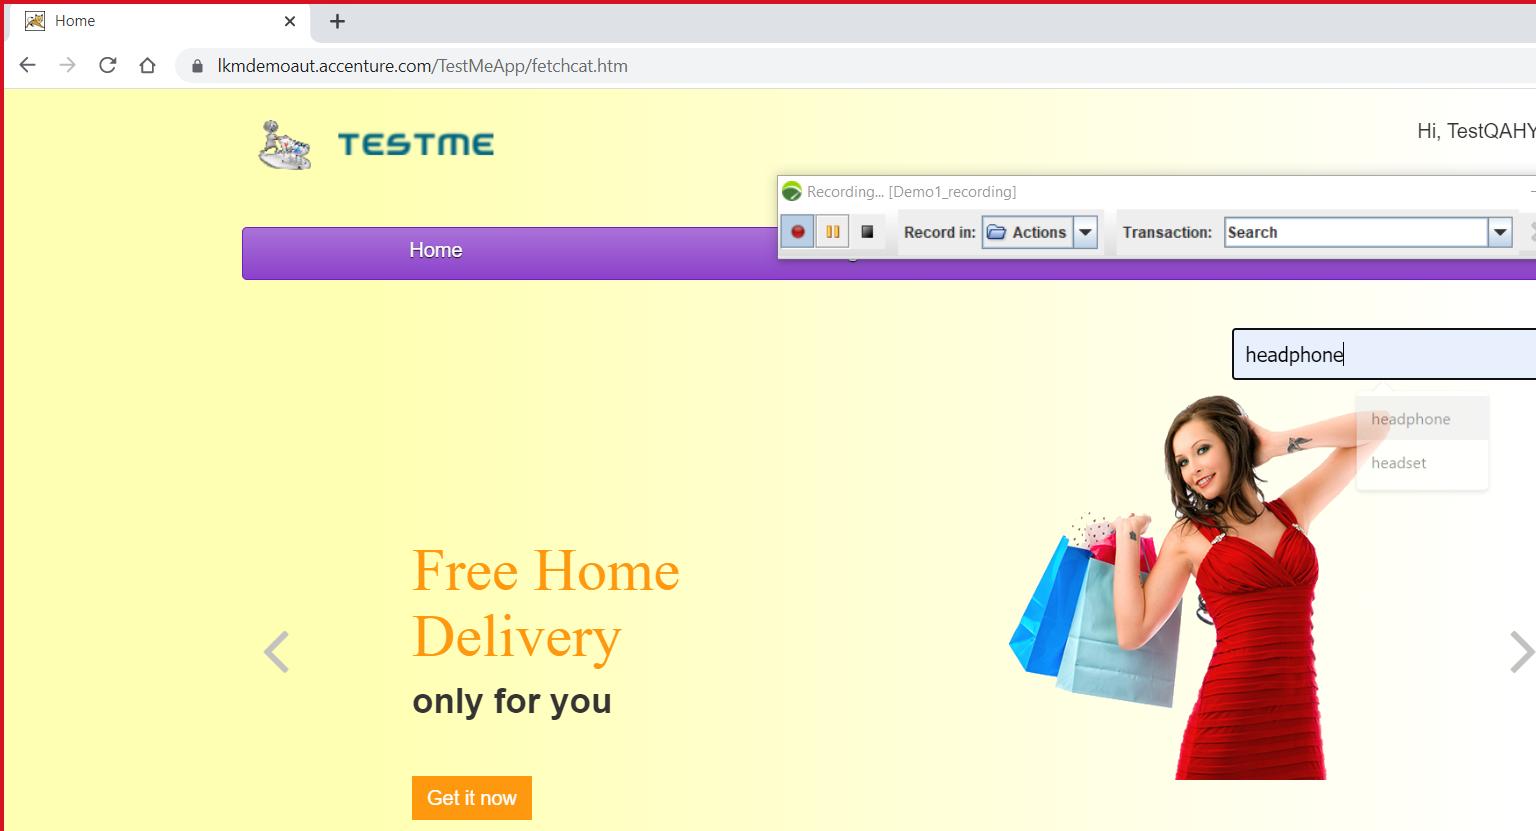 Home
lkmdemoaut.accenture.com/TestMeApp/fetchcat.htm
TESTME
Hi, TestQAHY
Recording... [Demo1_recording]
Record in: Actions Transaction: Search
Home
headphone
headphone
headset
Free Home
Delivery
only for you
Get it now